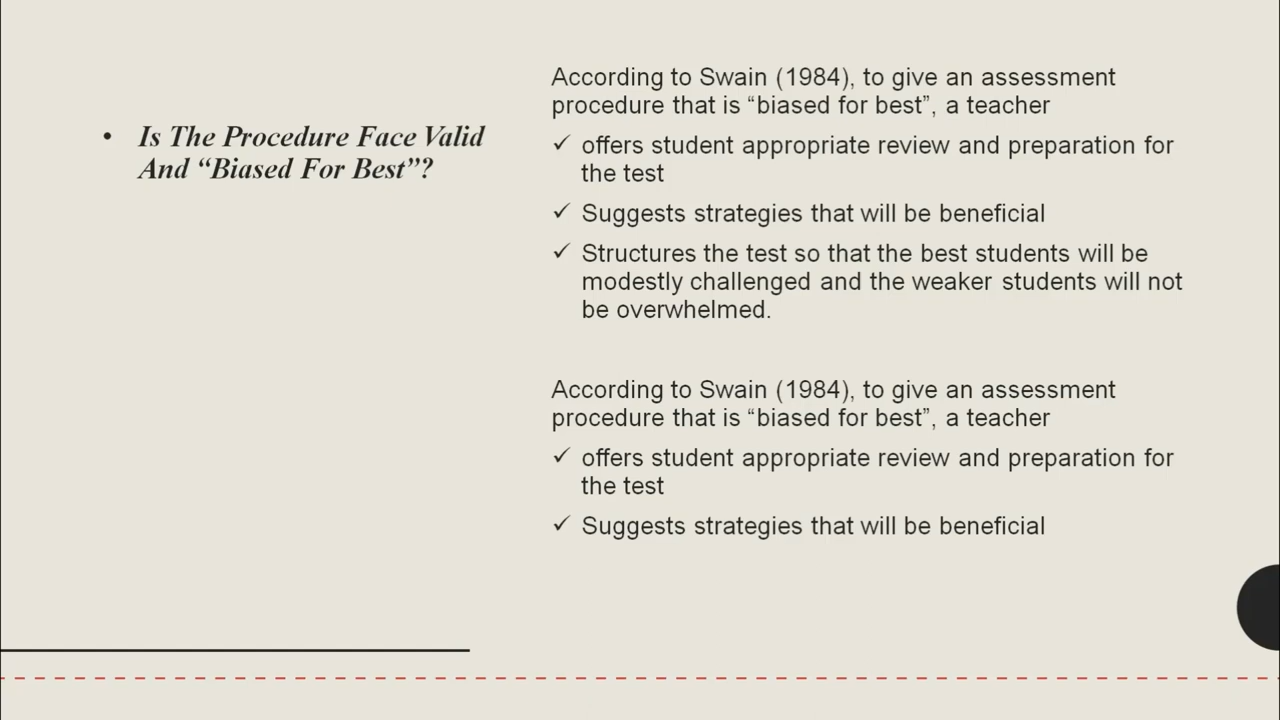 • Is The Procedure Face Valid
And “Biased For Best”?
According to Swain (1984), to give an assessment
procedure that is “biased for best”, a teacher
✓ offers student appropriate review and preparation for
the test
✓ Suggests strategies that will be beneficial
✓ Structures the test so that the best students will be
modestly challenged and the weaker students will not
be overwhelmed.
According to Swain (1984), to give an assessment
procedure that is “biased for best”, a teacher
✓ offers student appropriate review and preparation for
the test
✓ Suggests strategies that will be beneficial